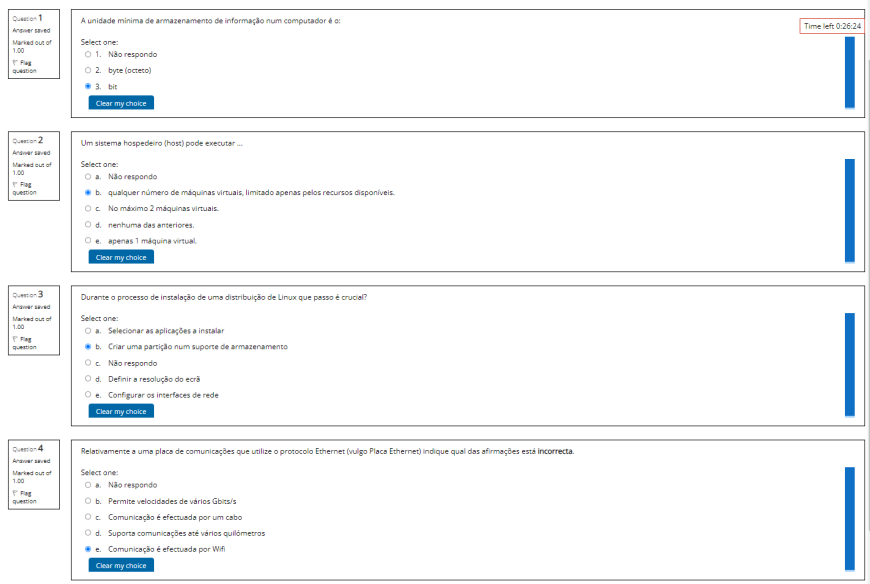 Question 1
Answer saved
Marked out of
1.00
Flag
question
A unidade mínima de armazenamento de informação num computador é o:
Time left 0:26:24
Select one:
1. Não respondo
2. byte (octeto)
3. bit
Clear my choice
Question 2
Answer saved
Marked out of
1.00
Flag
question
Um sistema hospedeiro (host) pode executar ...
Select one:
a. Não respondo
b. qualquer número de máquinas virtuais, limitado apenas pelos recursos disponíveis.
c. No máximo 2 máquinas virtuais.
d. nenhuma das anteriores.
e. apenas 1 máquina virtual.
Clear my choice
Question 3
Answer saved
Marked out of
1.00
Flag
question
Durante o processo de instalação de uma distribuição de Linux que passo é crucial?
Select one:
a. Selecionar as aplicações a instalar
b. Criar uma partição num suporte de armazenamento
c. Não respondo
d. Definir a resolução do ecrã
e. Configurar os interfaces de rede
Clear my choice
Question 4
Answer saved
Marked out of
1.00
Flag
question
Relativamente a uma placa de comunicações que utilize o protocolo Ethernet (vulgo Placa Ethernet) indique qual das afirmações está incorrecta.
Select one:
a. Não respondo
b. Permite velocidades de vários Gbits/s
c. Comunicação é efectuada por um cabo
d. Suporta comunicações até vários quilómetros
e. Comunicação é efectuada por Wifi
Clear my choice